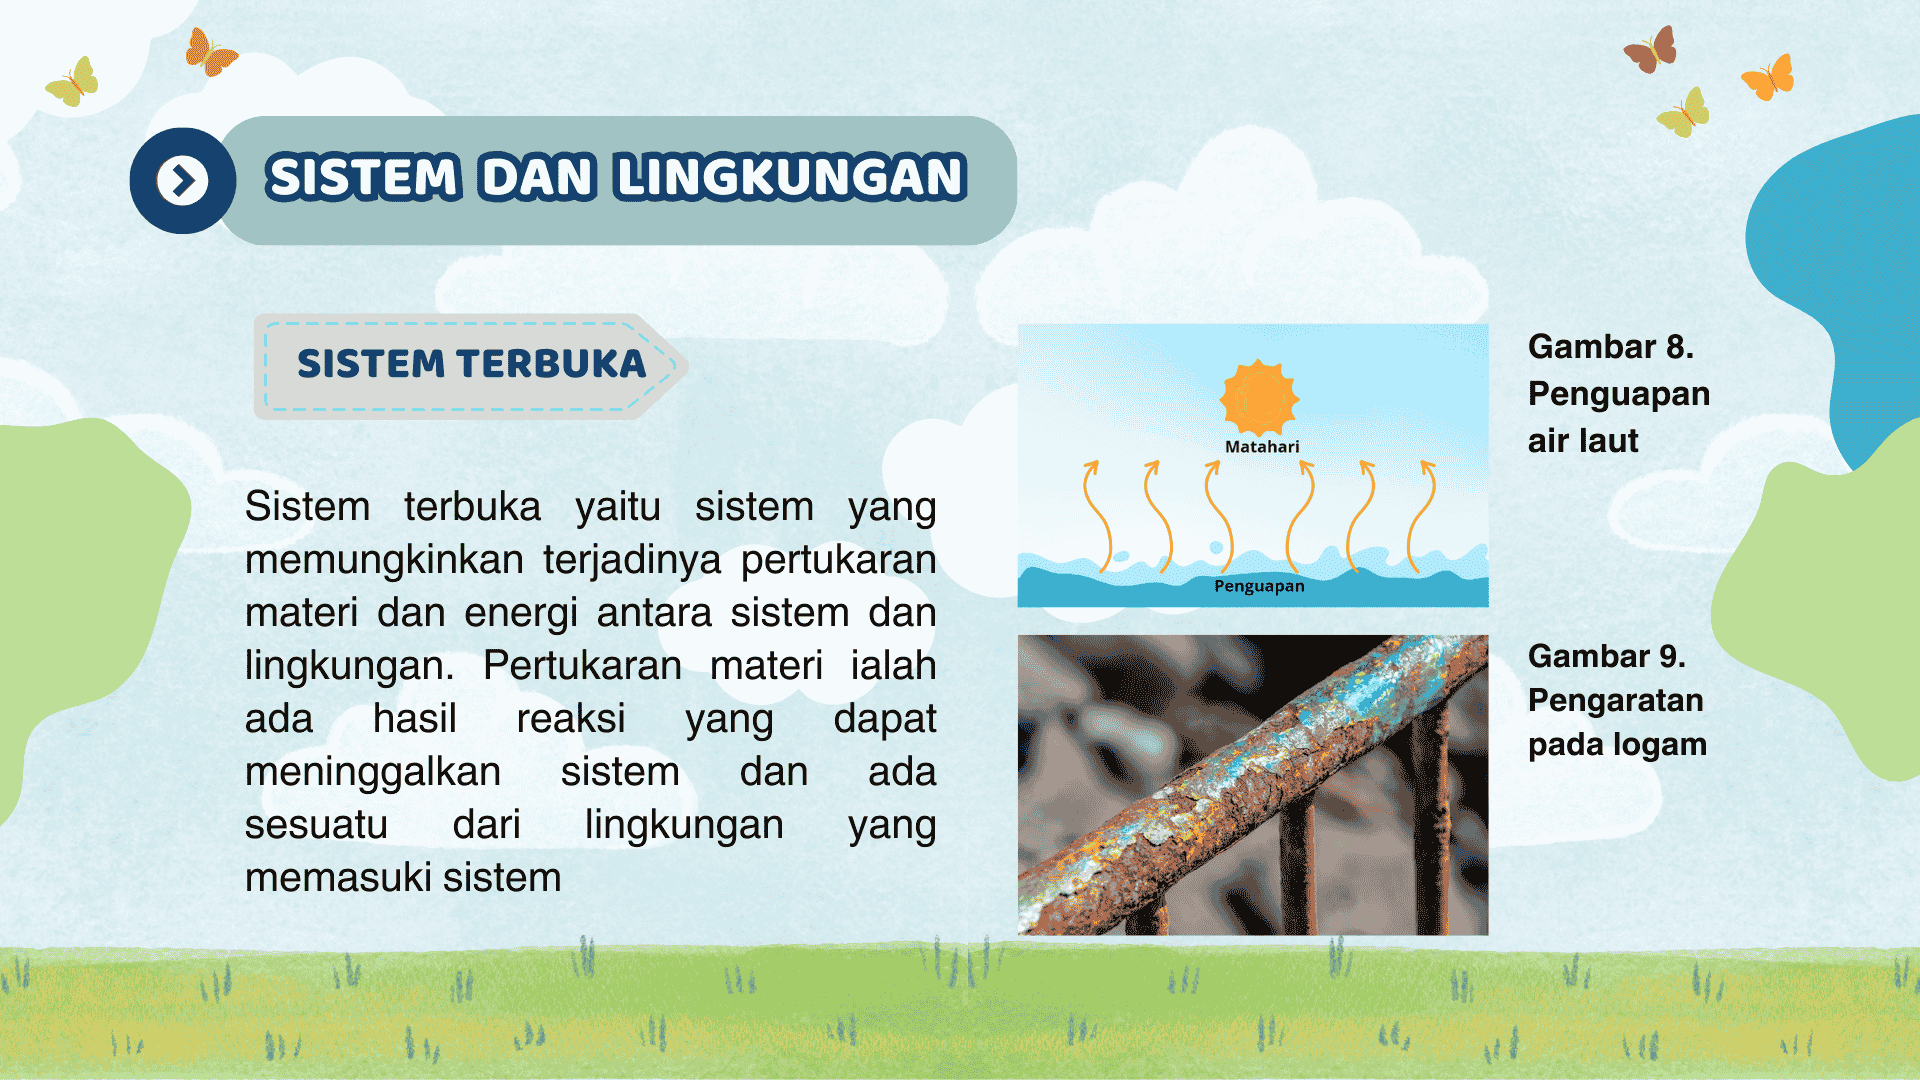 SISTEM DAN LINGKUNGAN
SISTEM TERBUKA
Sistem terbuka yaitu sistem yang
memungkinkan terjadinya pertukaran
materi dan energi antara sistem dan
lingkungan. Pertukaran materi ialah
ada hasil reaksi yang dapat
meninggalkan sistem dan ada
sesuatu dari lingkungan yang
memasuki sistem
Matahari
Penguapan
Gambar 8.
Penguapan
air laut
Gambar 9.
Pengaratan
pada logam